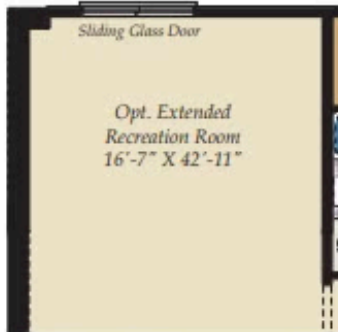 Sliding Glass Door
Opt. Extended
Recreation Room
16'-7" X 42'-11"